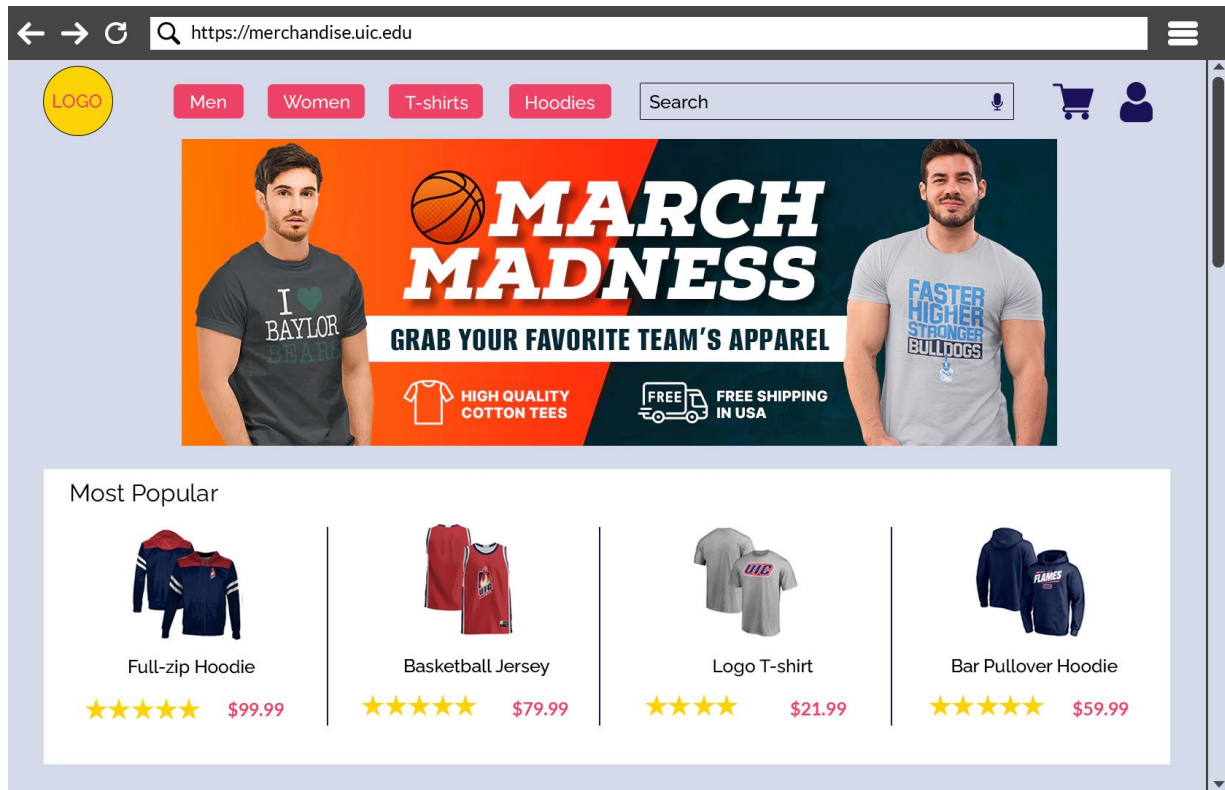 https://merchandise.uic.edu
LOGO
Men
Women
T-shirts
Hoodies
Search
MARCH
MADNESS
GRAB YOUR FAVORITE TEAM'S APPAREL
HIGH QUALITY
COTTON TEES
FREE
FREE SHIPPING
IN USA
I
BAYLOR
BEARS
FASTER
HIGHER
STRONGER
BULLDOGS
Most Popular
UIC
UIC
FLAMES
Full-zip Hoodie
Basketball Jersey
Logo T-shirt
Bar Pullover Hoodie
$99.99
$79.99
$21.99
$59.99